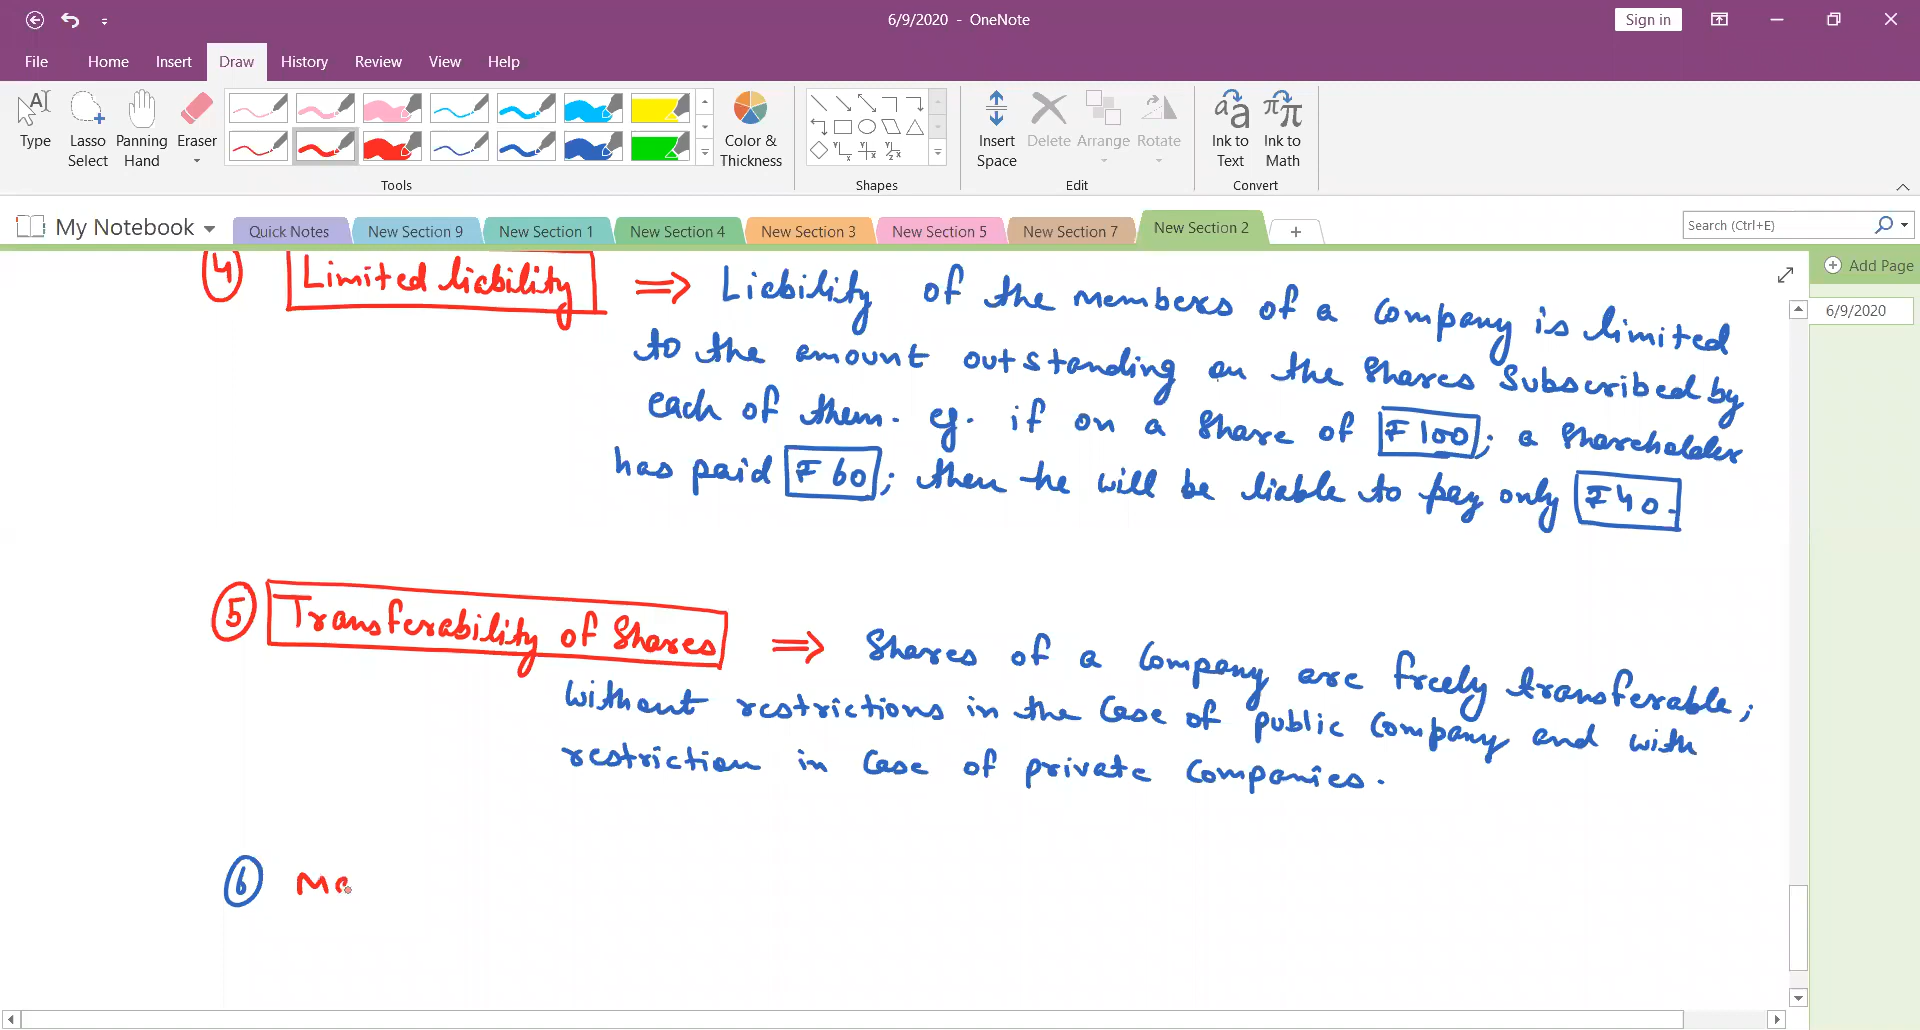 6/9/2020 - OneNote
Sign in
File Home Insert Draw History Review View Help
Type
Lasso Select
Panning Hand
Eraser
Color & Thickness
Insert Space
Delete
Arrange
Rotate
Ink to Text
Ink to Math
Tools
Shapes
Edit
Convert
My Notebook
Quick Notes
New Section 9
New Section 1
New Section 4
New Section 3
New Section 5
New Section 7
New Section 2
Search (Ctrl+E)
Add Page
6/9/2020
4 Limited liability ⇒ Liability of the members of a company is limited
to the amount outstanding on the shares subscribed by
each of them. eg. if on a share of ₹ 100; a shareholder
has paid ₹ 60; then he will be liable to pay only ₹ 40.
5 Transferability of Shares ⇒ Shares of a company are freely transferable;
without restrictions in the case of public company and with
restriction in case of private companies.
6 Ma